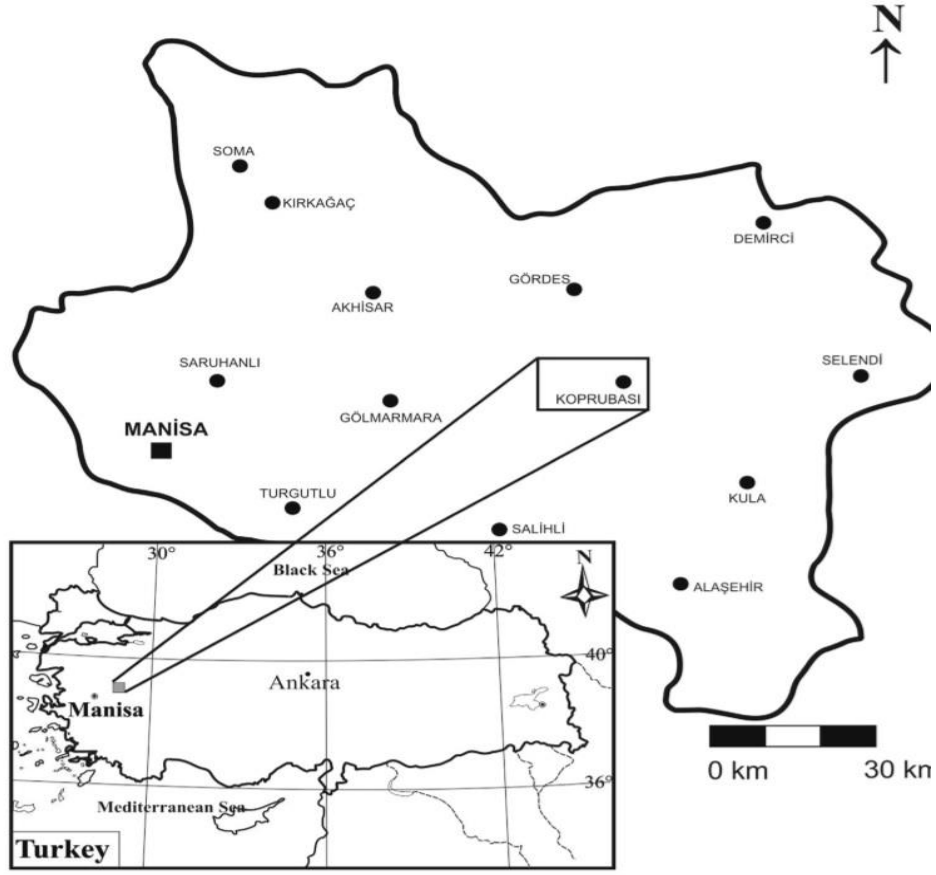 N
SOMA
KIRKAĞAÇ
DEMİRCİ
GÖRDES
AKHİSAR
SARUHANLI
SELENDİ
KOPRUBASI
GÖLMARMARA
MANİSA
KULA
TURGUTLU
SALİHLİ
30°
36°
42°
N
Black Sea
ALAŞEHİR
40°
Ankara
Manisa
0 km
30 km
36°
Mediterranean Sea
Turkey